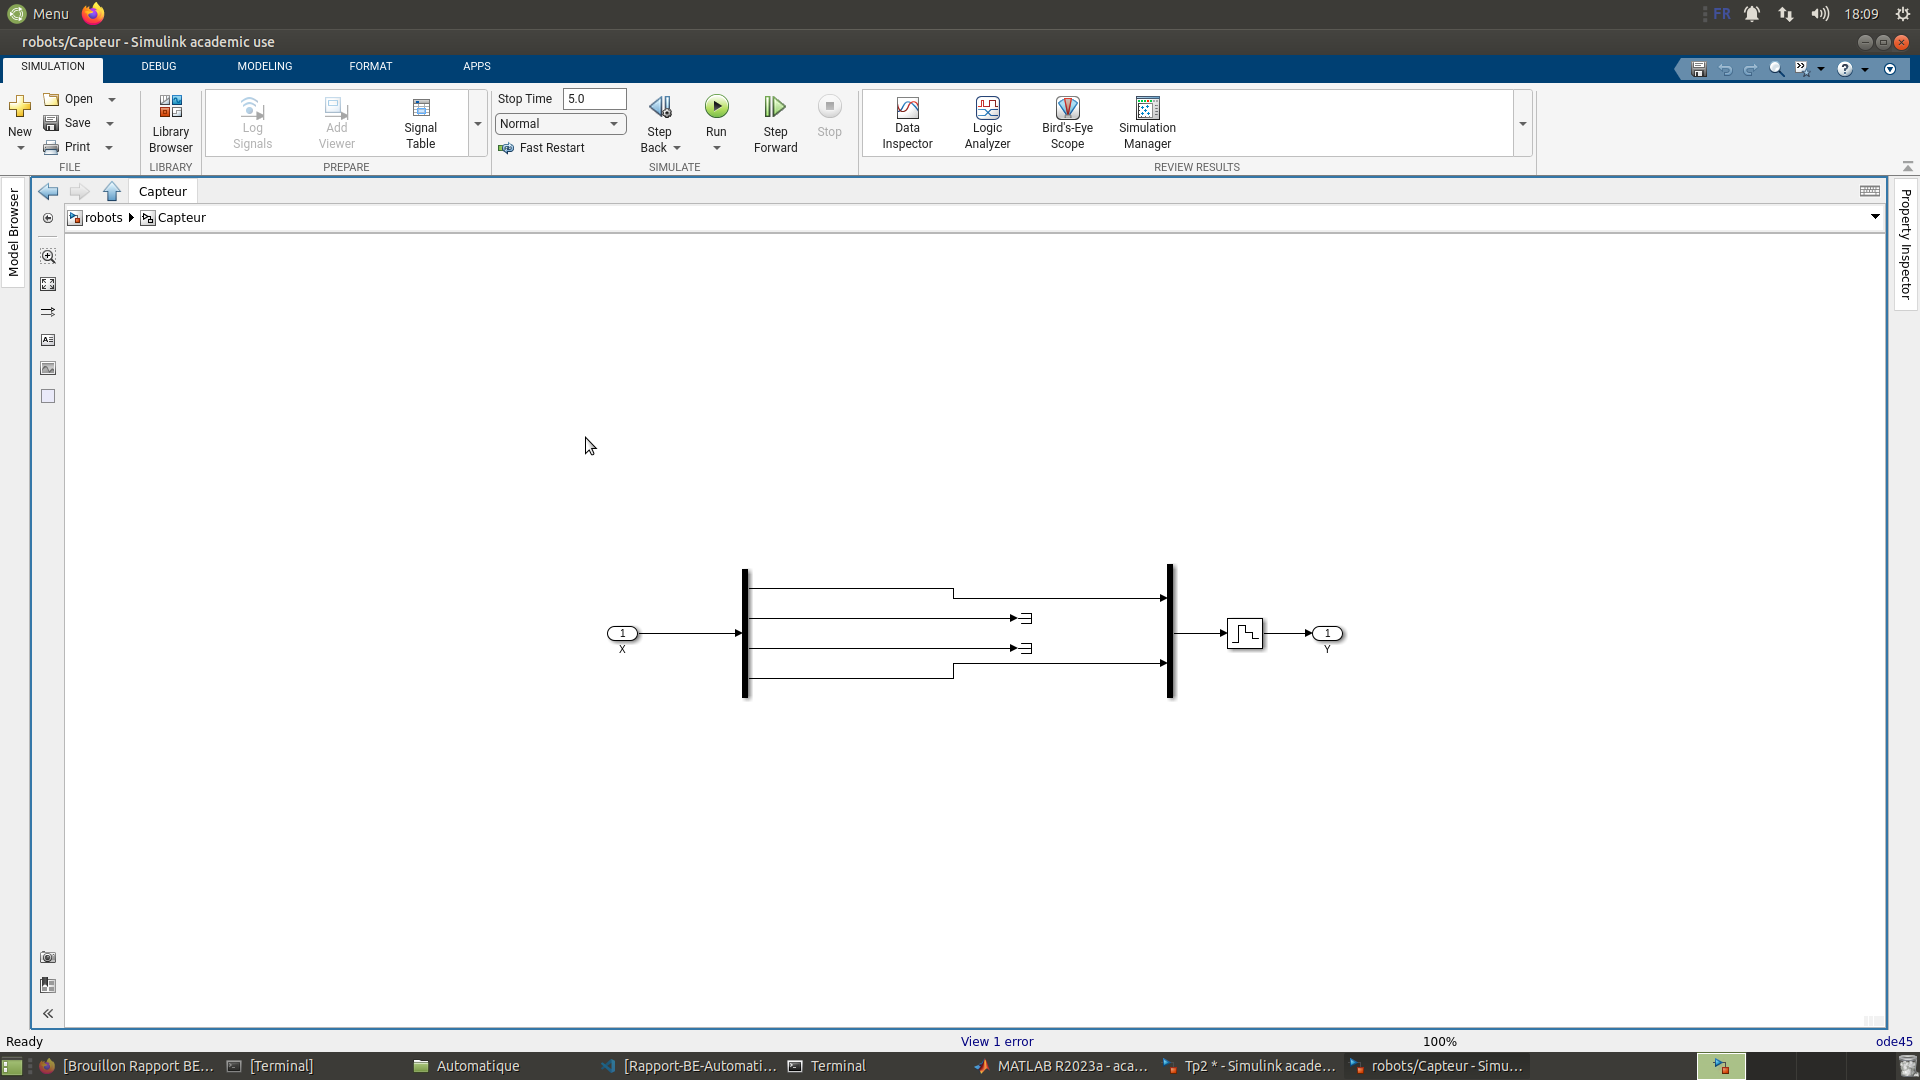 Menu
FR
18:09
robots/Capteur - Simulink academic use
SIMULATION
DEBUG
MODELING
FORMAT
APPS
New
Open
Save
Print
FILE
Library
Browser
LIBRARY
Log
Signals
Add
Viewer
Signal
Table
PREPARE
Stop Time
5.0
Normal
Fast Restart
Step
Back
Run
Step
Forward
Stop
SIMULATE
Data
Inspector
Logic
Analyzer
Bird's-Eye
Scope
Simulation
Manager
REVIEW RESULTS
Model Browser
Capteur
robots
Capteur
Property Inspector
1
X
1
Y
Ready
View 1 error
100%
ode45
[Brouillon Rapport BE...
[Terminal]
Automatique
[Rapport-BE-Automati...
Terminal
MATLAB R2023a - aca...
Tp2 * - Simulink acade...
robots/Capteur - Simu...